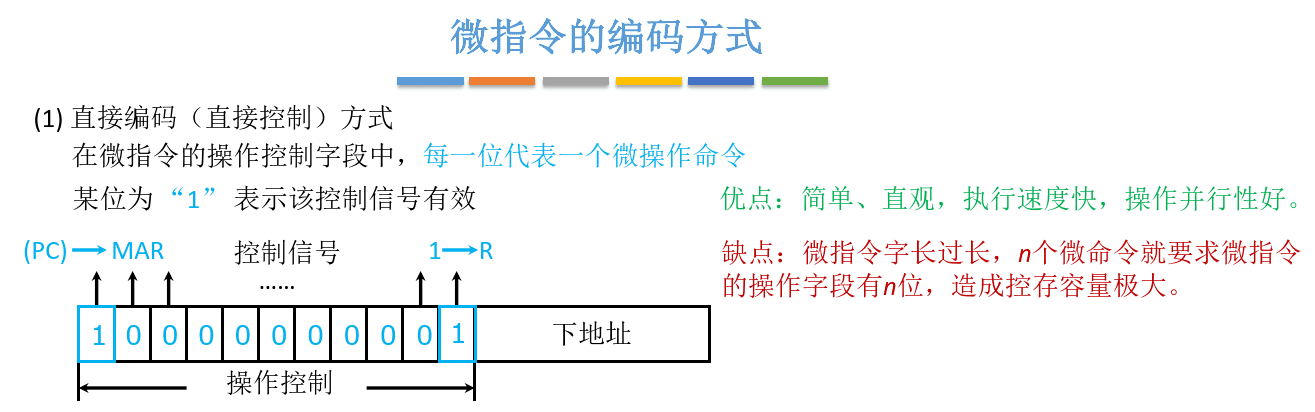 微指令的编码方式
(1) 直接编码（直接控制）方式
在微指令的操作控制字段中，每一位代表一个微操作命令
某位为“1”表示该控制信号有效
优点：简单、直观，执行速度快，操作并行性好。
缺点：微指令字长过长，n个微命令就要求微指令
的操作字段有n位，造成控存容量极大。
(PC) → MAR 控制信号 1 → R
……
1 0 0 0 0 0 0 0 0 0 1 下地址
操作控制